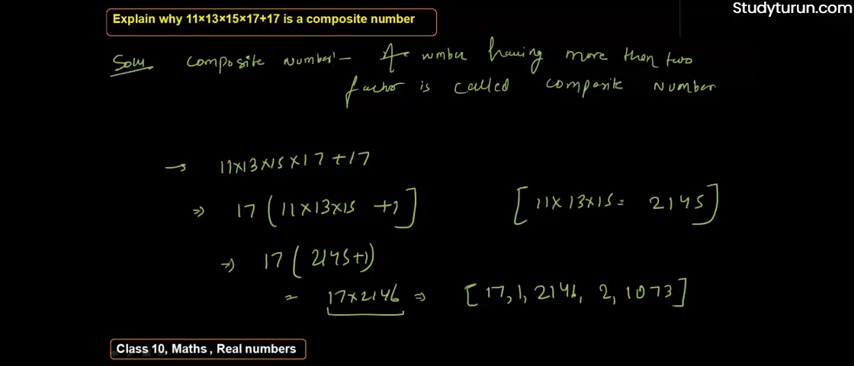 Studyturun.com
Explain why 11×13×15×17+17 is a composite number
Soln composite number:- A number having more then two
factor is called composite number
→ 11×13×15×17+17
⇒ 17(11×13×15 +1] [11×13×15= 2145]
⇒ 17(2145+1)
= 17×2146 ⇒ [17,1,2146, 2, 1073]
Class 10, Maths , Real numbers